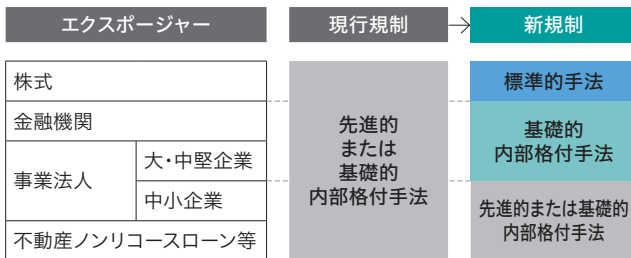 エクスポージャー
現行規制
新規制
株式
金融機関
事業法人
大・中堅企業
中小企業
不動産ノンリコースローン等
先進的
または
基礎的
内部格付手法
標準的手法
基礎的
内部格付手法
先進的または基礎的
内部格付手法